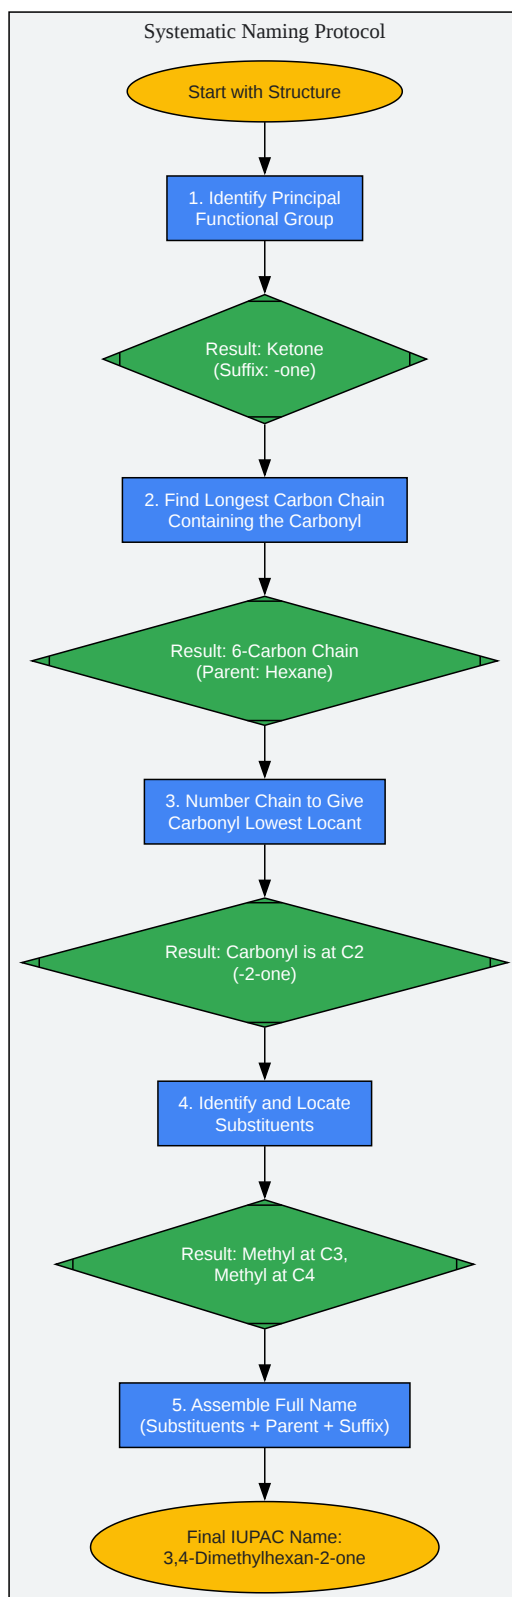 Systematic Naming Protocol
Start with Structure
1. Identify Principal
Functional Group
Result: Ketone
(Suffix: -one)
2. Find Longest Carbon Chain
Containing the Carbonyl
Result: 6-Carbon Chain
(Parent: Hexane)
3. Number Chain to Give
Carbonyl Lowest Locant
Result: Carbonyl is at C2
(-2-one)
4. Identify and Locate
Substituents
Result: Methyl at C3,
Methyl at C4
5. Assemble Full Name
(Substituents + Parent + Suffix)
Final IUPAC Name:
3,4-Dimethylhexan-2-one